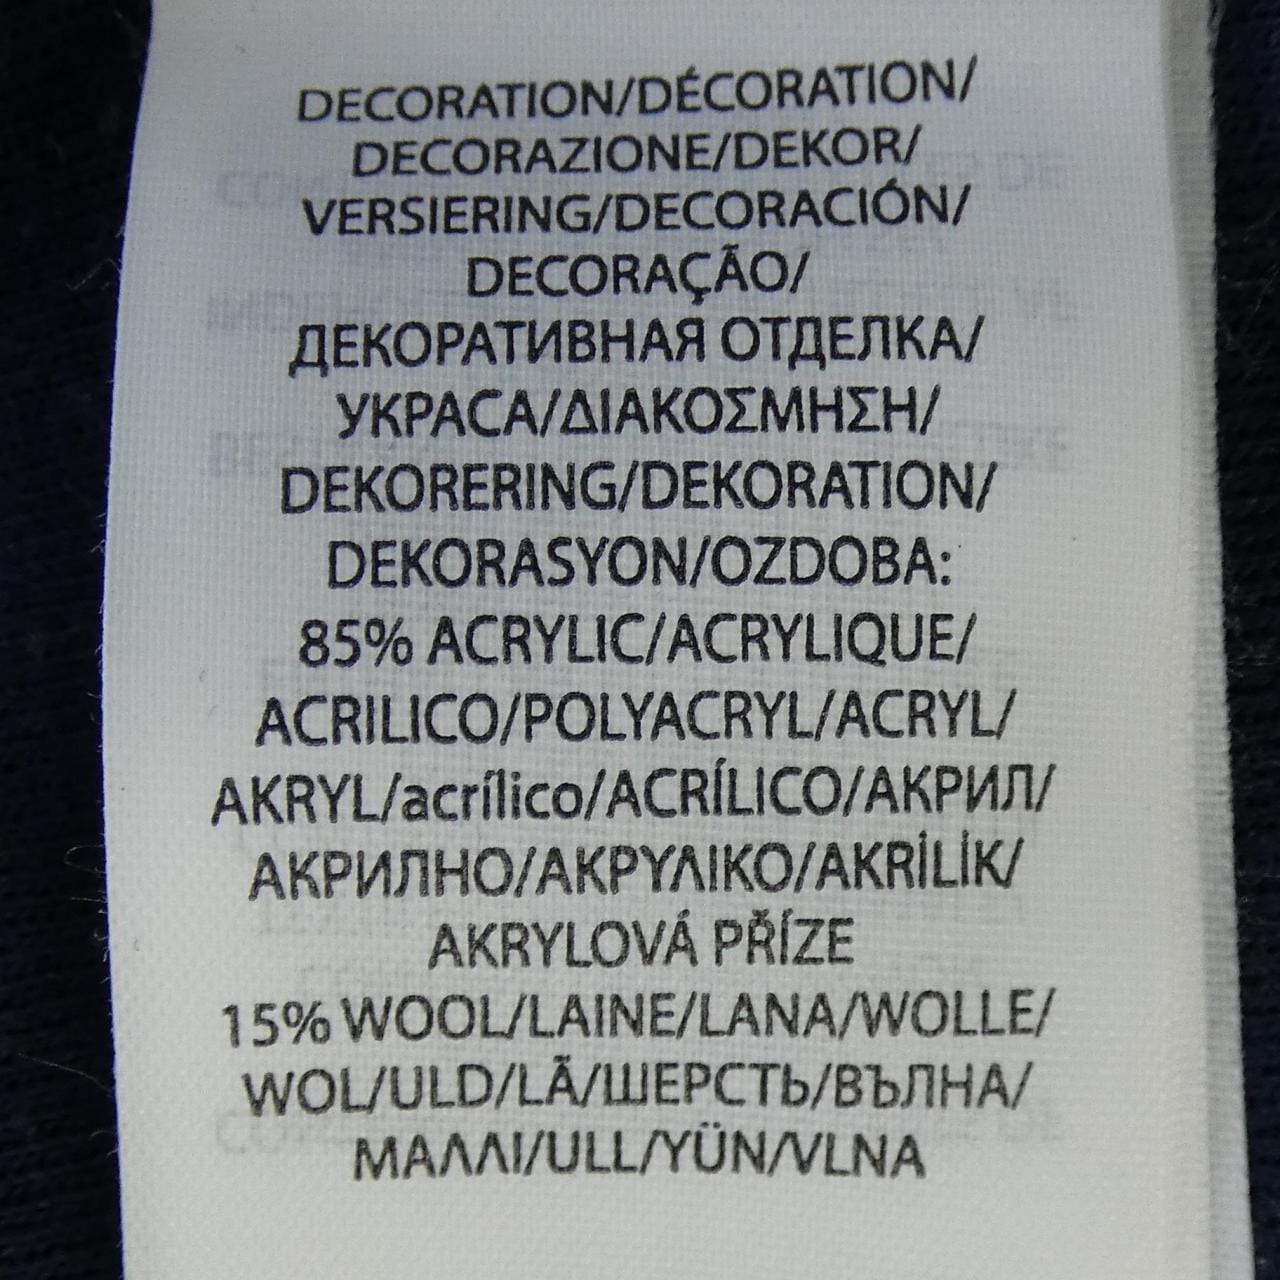 DECORATION/DÉCORATION/
DECORAZIONE/DEKOR/
VERSIERING/DECORACIÓN/
DECORAÇÃO/
ДЕКОРАТИВНАЯ ОТДЕЛКА/
УКРАСА/ΔΙΑΚΟΣΜΗΣΗ/
DEKORERING/DEKORATION/
DEKORASYON/OZDOBA:
85% ACRYLIC/ACRYLIQUE/
ACRILICO/POLYACRYL/ACRYL/
AKRYL/acrílico/ACRÍLICO/АКРИЛ/
АКРИЛНО/ΑΚΡΥΛΙΚΟ/AKRİLİK/
AKRYLOVÁ PŘÍZE
15% WOOL/LAINE/LANA/WOLLE/
WOL/ULD/LÃ/ШЕРСТЬ/ВЪЛНА/
ΜΑΛΛΙ/ULL/YÜN/VLNA